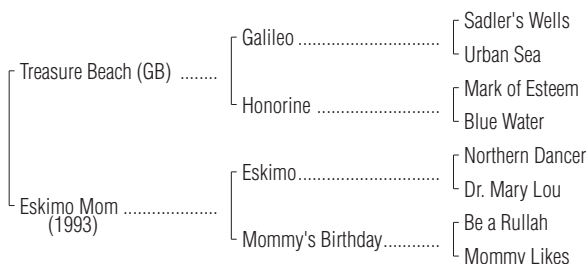 Sadler's Wells
Galileo ................................
Urban Sea
Treasure Beach (GB) ........
Mark of Esteem
Honorine ............................
Blue Water
Northern Dancer
Eskimo................................
Dr. Mary Lou
Eskimo Mom .....................
(1993)
Be a Rullah
Mommy's Birthday............
Mommy Likes